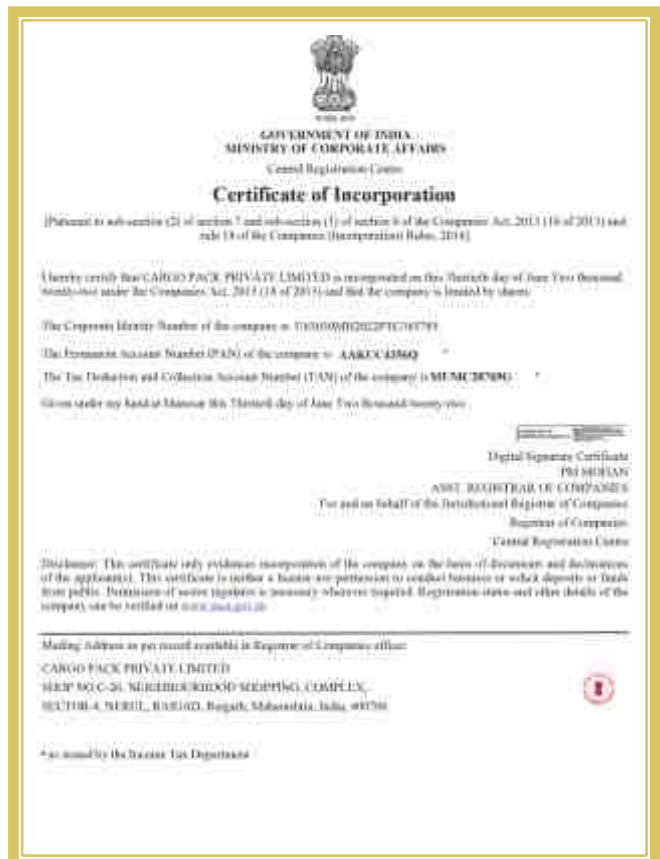 GOVERNMENT OF INDIA
MINISTRY OF CORPORATE AFFAIRS
Central Registration Centre
Certificate of Incorporation
[Pursuant to sub-section (2) of section 7 and sub-section (1) of section 8 of the Companies Act, 2013 (18 of 2013) and
rule 18 of the Companies (Incorporation) Rules, 2014]
I hereby certify that CARGO PACK PRIVATE LIMITED is incorporated on this Thirtieth day of June Two thousand
twenty-two under the Companies Act, 2013 (18 of 2013) and that the company is limited by shares.
The Corporate Identity Number of the company is
The Permanent Account Number (PAN) of the company is *
The Tax Deduction and Collection Account Number (TAN) of the company is *
Given under my hand at Manesar this Thirtieth day of June Two thousand twenty-two.
Digital Signature Certificate
PM MOHAN
ASST. REGISTRAR OF COMPANIES
For and on behalf of the Jurisdictional Registrar of Companies
Registrar of Companies
Central Registration Centre
Disclaimer: This certificate only evidences incorporation of the company on the basis of documents and declarations
of the applicant(s). This certificate is neither a license nor permission to conduct business or solicit deposits or funds
from public. Permission of sector regulator is necessary wherever required. Registration status and other details of the
company can be verified on www.mca.gov.in
Mailing Address as per record available in Registrar of Companies office:
CARGO PACK PRIVATE LIMITED
SHOP NO C-26, NEIGHBOURHOOD SHOPPING, COMPLEX,
SECTOR-4, NERUL, RAIGAD, Raigarh, Maharashtra, India, 400706
* as issued by the Income Tax Department